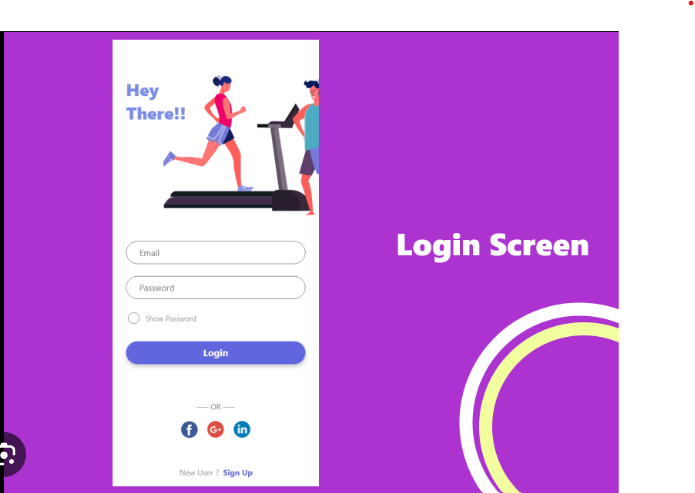 Hey
There!!
Login Screen
Email
Password
Show Password
Login
---- OR ----
f G+ in
New User ? Sign Up